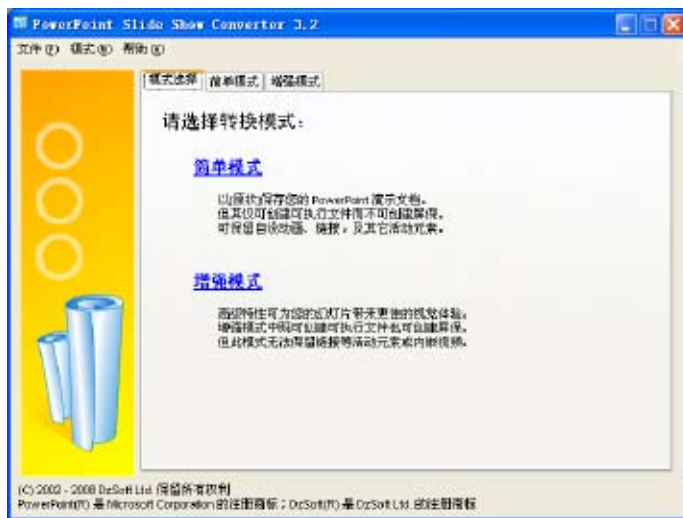 PowerPoint Slide Show Converter 3.2
文件(F) 模式(M) 帮助(K)
模式选择 简单模式 增强模式
请选择转换模式：
简单模式
以原状保存您的 PowerPoint 演示文档。
但其仅可创建可执行文件而不可创建屏保。
可保留自设动画、链接，及其它活动元素。
增强模式
高级特性可为您的幻灯片带来更佳的视觉体验。
增强模式中既可创建可执行文件也可创建屏保。
但此模式无法保留链接等活动元素或内嵌视频。
(C) 2002 - 2008 DzSoft Ltd. 保留所有权利
PowerPoint(R) 是 Microsoft Corporation 的注册商标；DzSoft(R) 是 DzSoft Ltd. 的注册商标